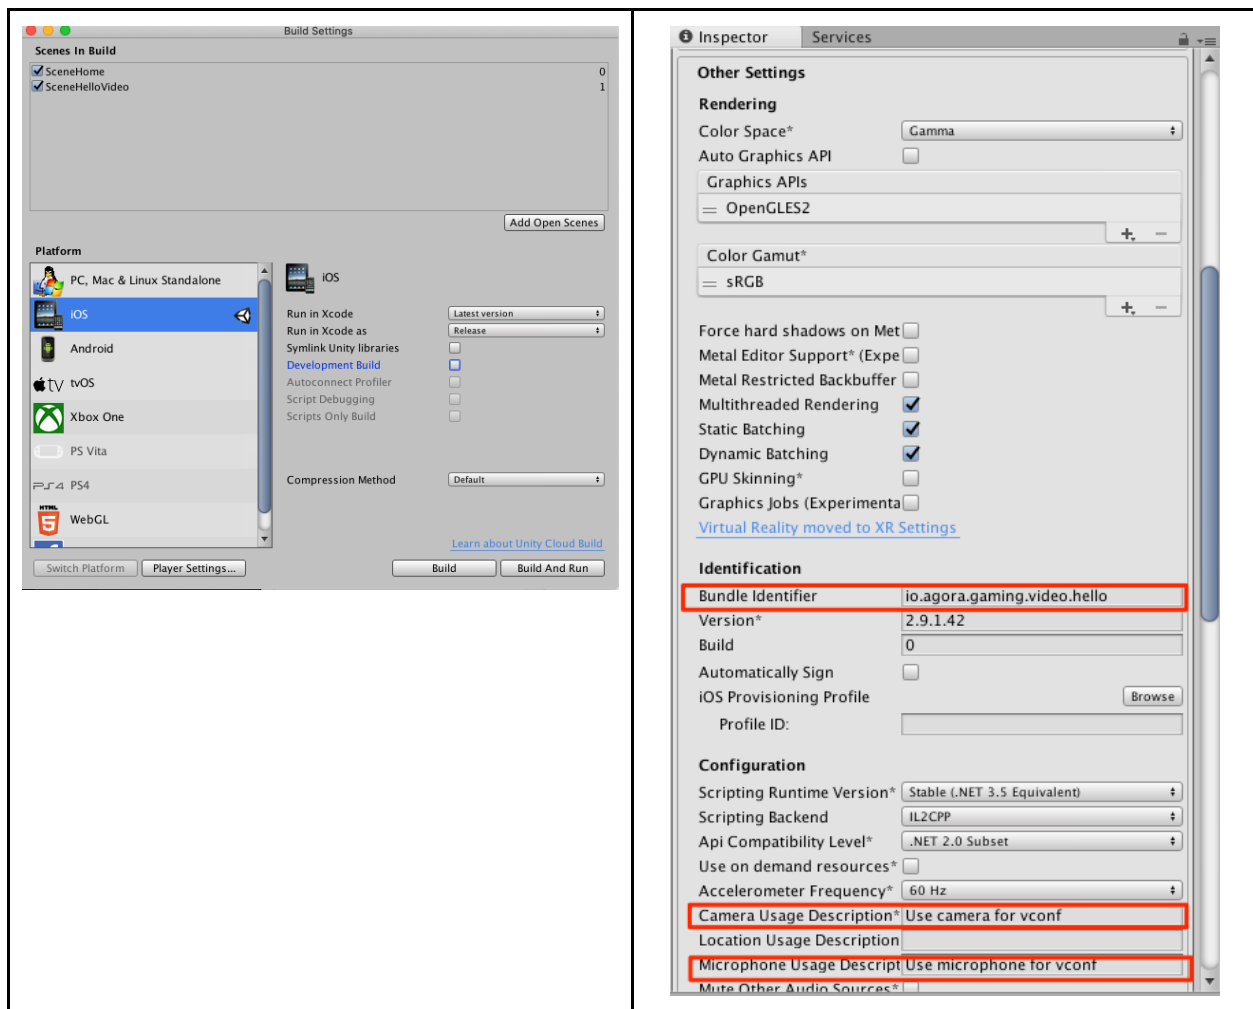 Build Settings
Scenes In Build
SceneHome 0
SceneHelloVideo 1
Add Open Scenes
Platform
PC, Mac & Linux Standalone
iOS
Android
tv tvOS
Xbox One
PS Vita
PS4 PS4
HTML
5 WebGL
Switch Platform
Player Settings...
iOS
Run in Xcode Latest version
Run in Xcode as Release
Symlink Unity libraries
Development Build
Autoconnect Profiler
Script Debugging
Scripts Only Build
Compression Method Default
Learn about Unity Cloud Build
Build
Build And Run
Inspector Services
Other Settings
Rendering
Color Space* Gamma
Auto Graphics API
Graphics APIs
OpenGLES2
Color Gamut*
sRGB
Force hard shadows on Met
Metal Editor Support* (Expe
Metal Restricted Backbuffer
Multithreaded Rendering
Static Batching
Dynamic Batching
GPU Skinning*
Graphics Jobs (Experimenta
Virtual Reality moved to XR Settings
Identification
Bundle Identifier io.agora.gaming.video.hello
Version* 2.9.1.42
Build 0
Automatically Sign
iOS Provisioning Profile Browse
Profile ID:
Configuration
Scripting Runtime Version* Stable (.NET 3.5 Equivalent)
Scripting Backend IL2CPP
Api Compatibility Level* .NET 2.0 Subset
Use on demand resources*
Accelerometer Frequency* 60 Hz
Camera Usage Description* Use camera for vconf
Location Usage Description
Microphone Usage Descript Use microphone for vconf
Mute Other Audio Sources*